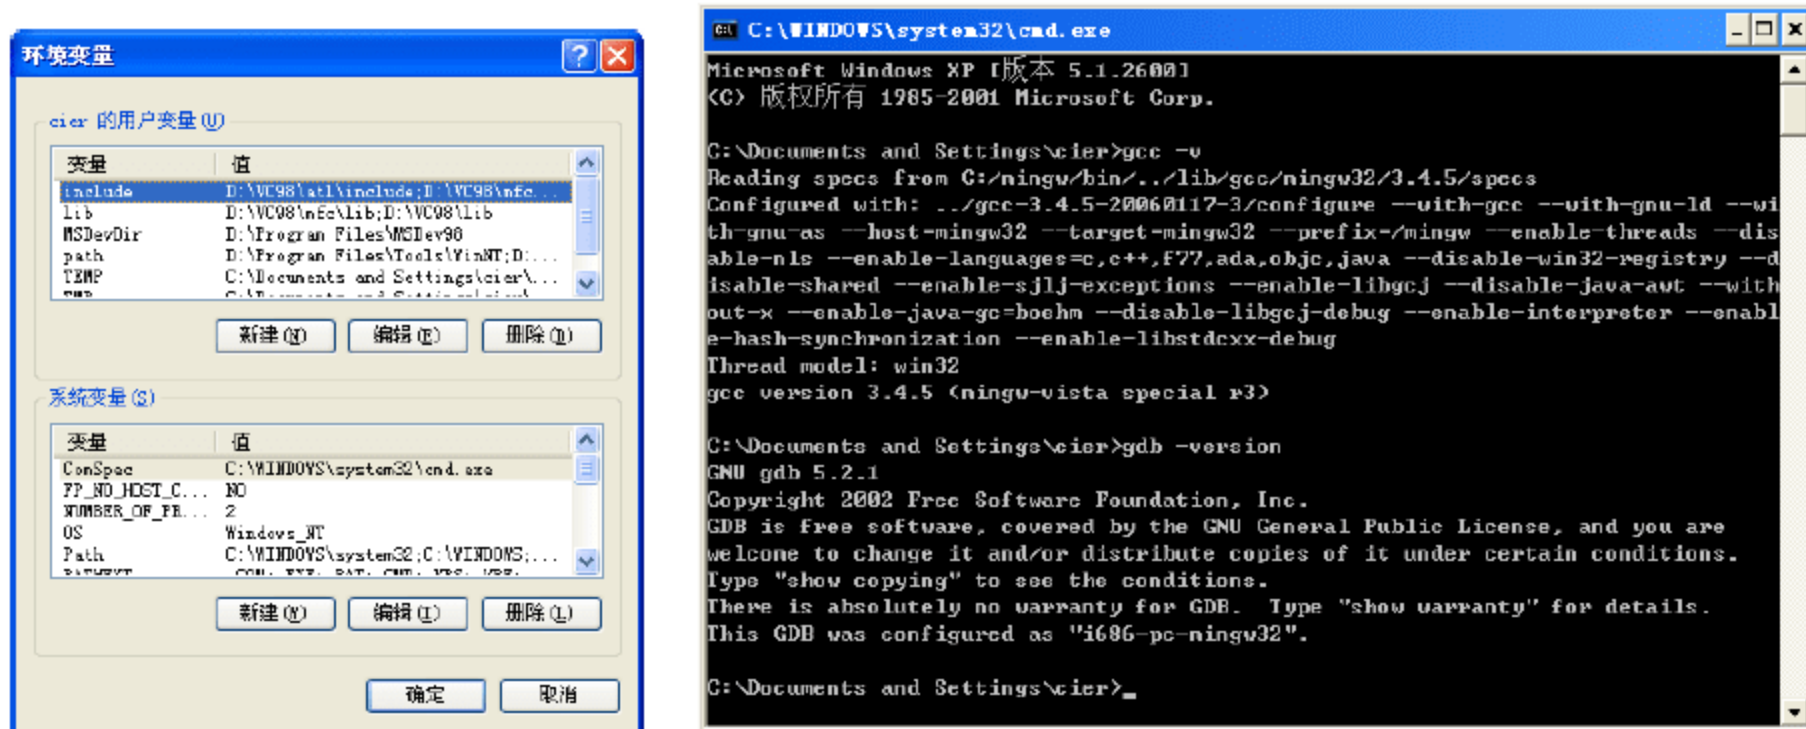 环境变量
cier 的用户变量(U)
变量 值
include D:\VC98\atl\include;D:\VC98\mfc...
lib D:\VC98\mfc\lib;D:\VC98\lib
MSDevDir D:\Program Files\MSDev98
path D:\Program Files\Tools\WinNT;D:...
TEMP C:\Documents and Settings\cier\...
新建(N) 编辑(E) 删除(D)
系统变量(S)
变量 值
ComSpec C:\WINDOWS\system32\cmd.exe
FP_NO_HOST_C... NO
NUMBER_OF_PR... 2
OS Windows_NT
Path C:\WINDOWS\system32;C:\WINDOWS;...
新建(W) 编辑(I) 删除(L)
确定 取消
C:\WINDOWS\system32\cmd.exe
Microsoft Windows XP [版本 5.1.2600]
(C) 版权所有 1985-2001 Microsoft Corp.
C:\Documents and Settings\cier>gcc -v
Reading specs from C:/mingw/bin/../lib/gcc/mingw32/3.4.5/specs
Configured with: ../gcc-3.4.5-20060117-3/configure --with-gcc --with-gnu-ld --wi
th-gnu-as --host=mingw32 --target=mingw32 --prefix=/mingw --enable-threads --dis
able-nls --enable-languages=c,c++,f77,ada,objc,java --disable-win32-registry --d
isable-shared --enable-sjlj-exceptions --enable-libgcj --disable-java-awt --with
out-x --enable-java-gc=boehm --disable-libgcj-debug --enable-interpreter --enabl
e-hash-synchronization --enable-libstdcxx-debug
Thread model: win32
gcc version 3.4.5 (mingw-vista special r3)
C:\Documents and Settings\cier>gdb -version
GNU gdb 5.2.1
Copyright 2002 Free Software Foundation, Inc.
GDB is free software, covered by the GNU General Public License, and you are
welcome to change it and/or distribute copies of it under certain conditions.
Type "show copying" to see the conditions.
There is absolutely no warranty for GDB.  Type "show warranty" for details.
This GDB was configured as "i686-pc-mingw32".
C:\Documents and Settings\cier>_